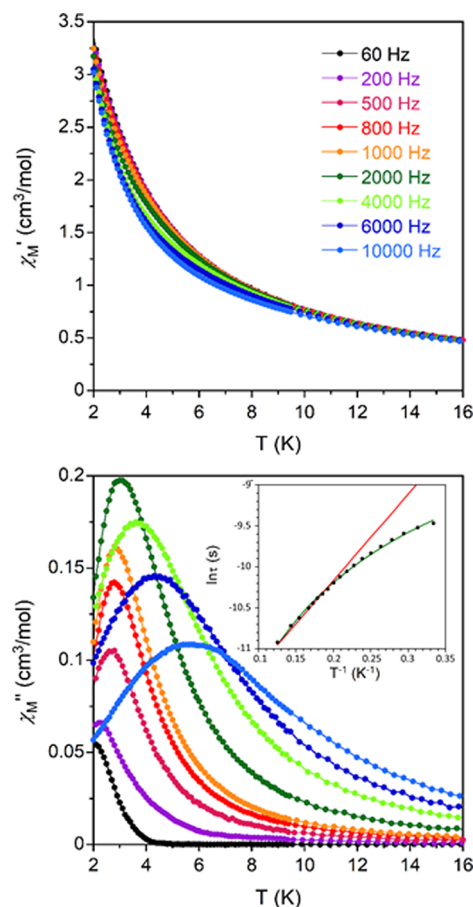 3.5
3
2.5
2
1.5
1
0.5
0
χM' (cm³/mol)
60 Hz
200 Hz
500 Hz
800 Hz
1000 Hz
2000 Hz
4000 Hz
6000 Hz
10000 Hz
2 4 6 8 10 12 14 16
T (K)
0.2
0.15
0.1
0.05
0
χM'' (cm³/mol)
-9
-9.5
-10.0
-10.5
-11
lnτ (s)
0.1 0.15 0.2 0.25 0.3 0.35
T⁻¹ (K⁻¹)
2 4 6 8 10 12 14 16
T (K)